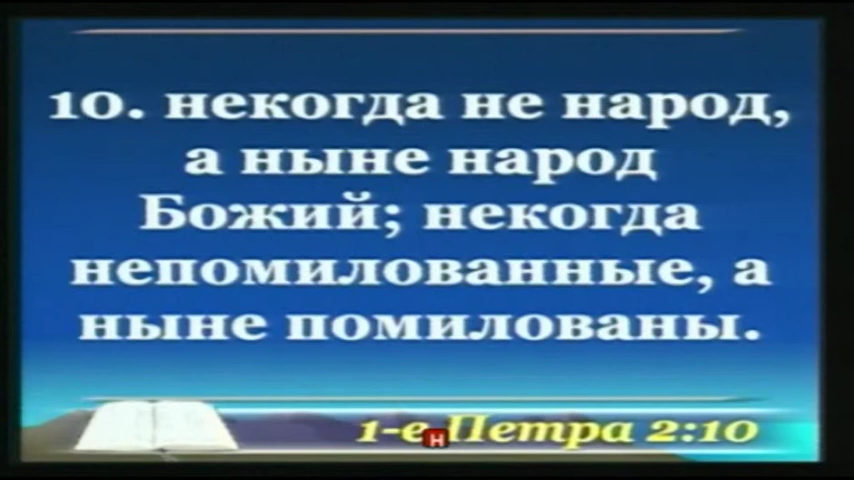 10. некогда не народ,
а ныне народ
Божий; некогда
непомилованные, а
ныне помилованы.
1-е Петра 2:10
н